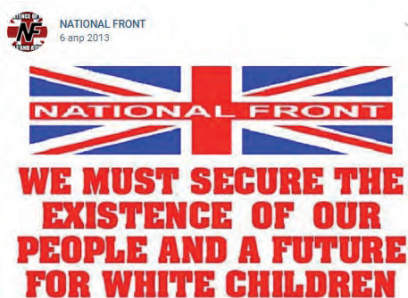 NATIONAL FRONT
6 апр 2013
NF
NATIONAL FRONT
WE MUST SECURE THE
EXISTENCE OF OUR
PEOPLE AND A FUTURE
FOR WHITE CHILDREN